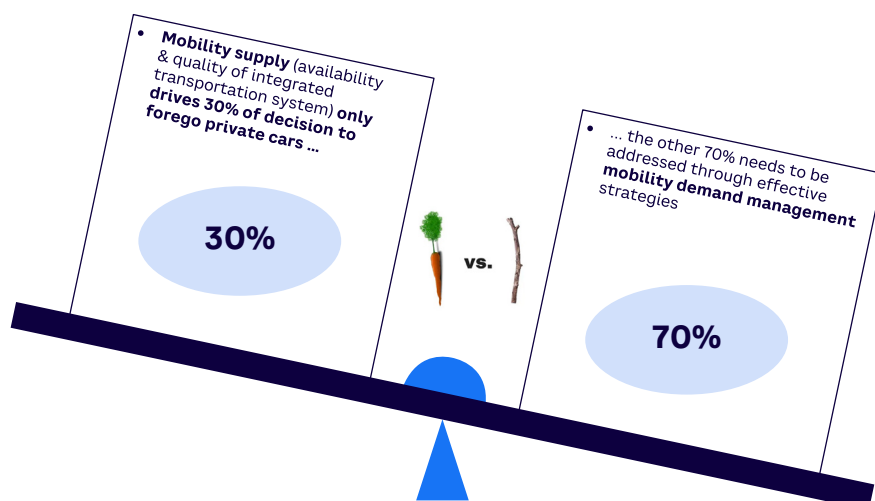 • Mobility supply (availability
& quality of integrated
transportation system) only
drives 30% of decision to
forego private cars ...
30%
vs.
• ... the other 70% needs to be
addressed through effective
mobility demand management
strategies
70%